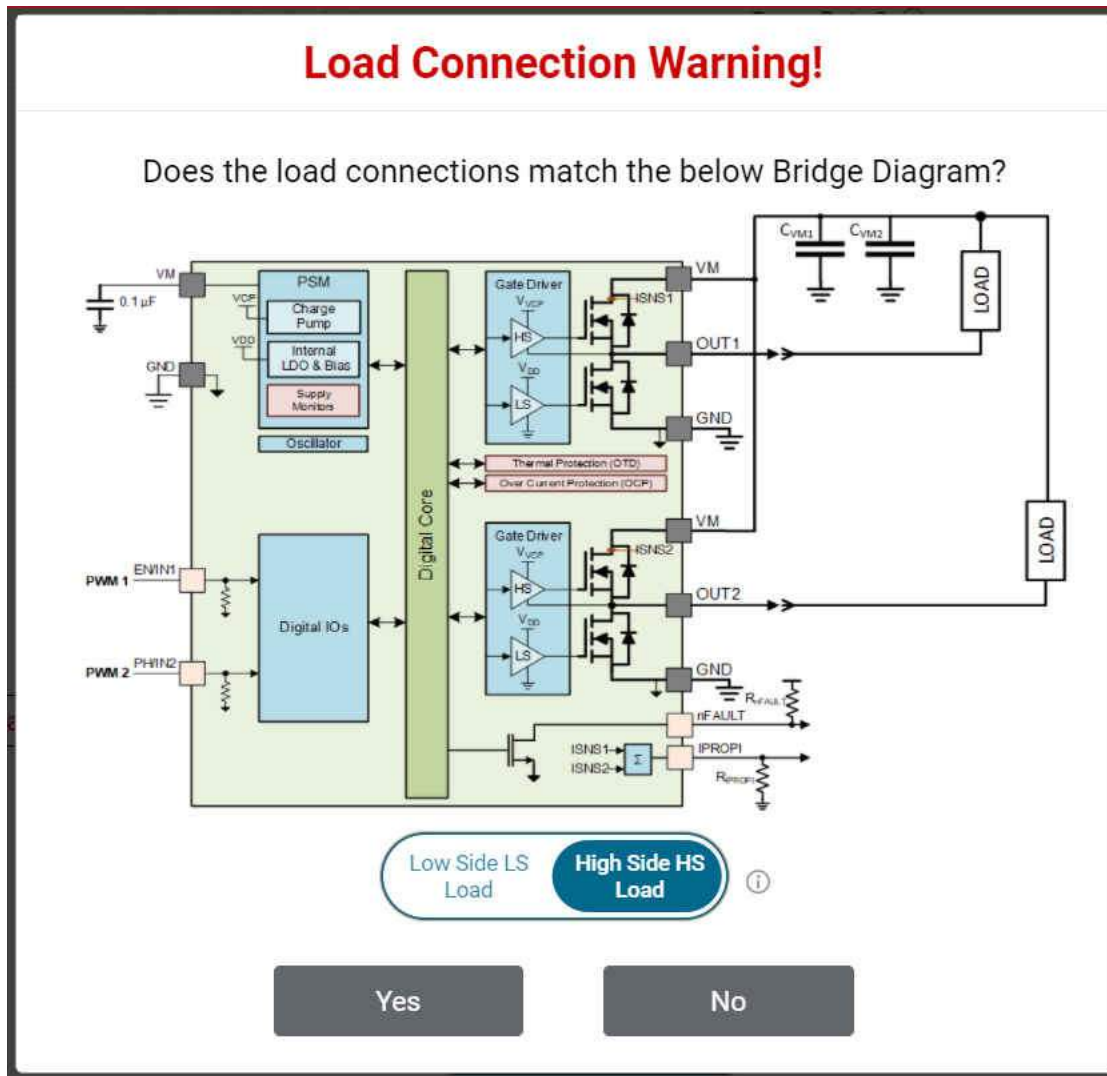 Load Connection Warning!
Does the load connections match the below Bridge Diagram?
CVM1
CVM2
LOAD
VM
0.1 µF
GND
PSM
VCP
Charge
Pump
VDD
Internal
LDO & Bias
Supply
Monitors
Oscillator
Digital Core
Gate Driver
VVCP
HS
VDD
LS
VM
ISNS1
OUT1
GND
Thermal Protection (OTD)
Over Current Protection (OCP)
PWM 1
EN/IN1
PWM 2
PH/IN2
Digital IOs
Gate Driver
VVCP
HS
VDD
LS
VM
ISNS2
OUT2
GND
LOAD
RnFAULT
nFAULT
ISNS1
ISNS2
Σ
IPROPI
RIPROPI
Low Side LS
Load
High Side HS
Load
i
Yes
No